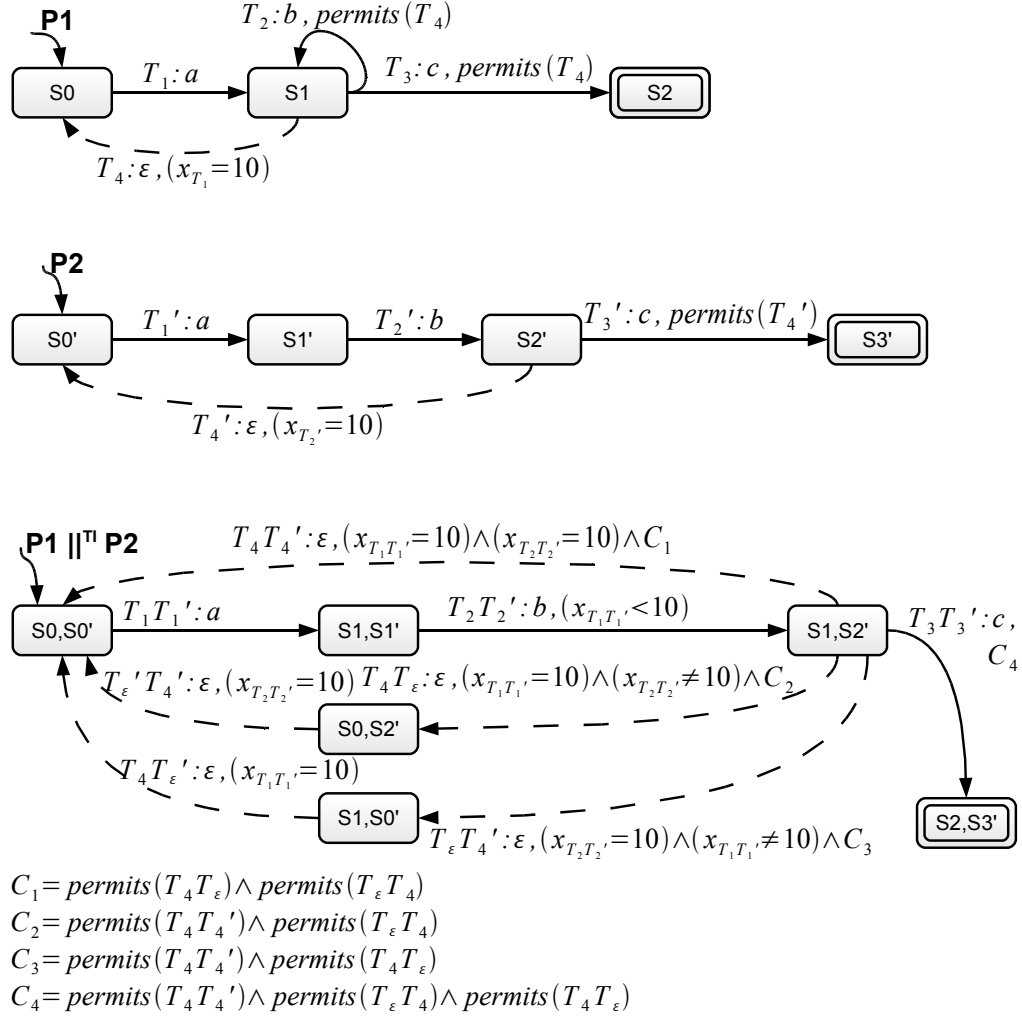 P1
T₂:b, permits(T₄)
T₁:a
T₃:c, permits(T₄)
S0
S1
S2
T₄:ε,(x_{T₁}=10)
P2
T₁':a
T₂':b
T₃':c, permits(T₄')
S0'
S1'
S2'
S3'
T₄':ε,(x_{T₂'}=10)
P1 ||ᵀᴵ P2
T₄T₄':ε,(x_{T₁T₁'}=10)∧(x_{T₂T₂'}=10)∧C₁
T₁T₁':a
T₂T₂':b,(x_{T₁T₁'}<10)
S0,S0'
S1,S1'
S1,S2'
T₃T₃':c,
C₄
T_ε'T₄':ε,(x_{T₂T₂'}=10)
T₄T_ε:ε,(x_{T₁T₁'}=10)∧(x_{T₂T₂'}≠10)∧C₂
S0,S2'
T₄T_ε':ε,(x_{T₁T₁'}=10)
S1,S0'
S2,S3'
T_εT₄':ε,(x_{T₂T₂'}=10)∧(x_{T₁T₁'}≠10)∧C₃
C₁=permits(T₄T_ε)∧permits(T_εT₄)
C₂=permits(T₄T₄')∧permits(T_εT₄)
C₃=permits(T₄T₄')∧permits(T₄T_ε)
C₄=permits(T₄T₄')∧permits(T_εT₄)∧permits(T₄T_ε)